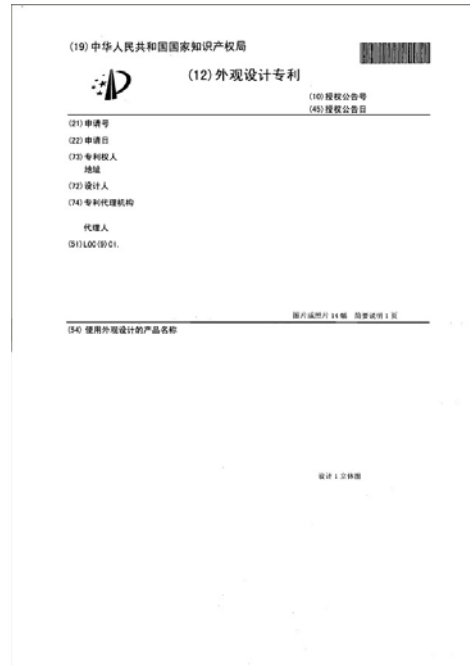 (19)中华人民共和国国家知识产权局
(12)外观设计专利
(10)授权公告号
(45)授权公告日
(21)申请号
(22)申请日
(73)专利权人
地址
(72)设计人
(74)专利代理机构
代理人
(51)LOC(9)Cl.
图片或照片 14 幅 简要说明 1 页
(54)使用外观设计的产品名称
设计 1 立体图